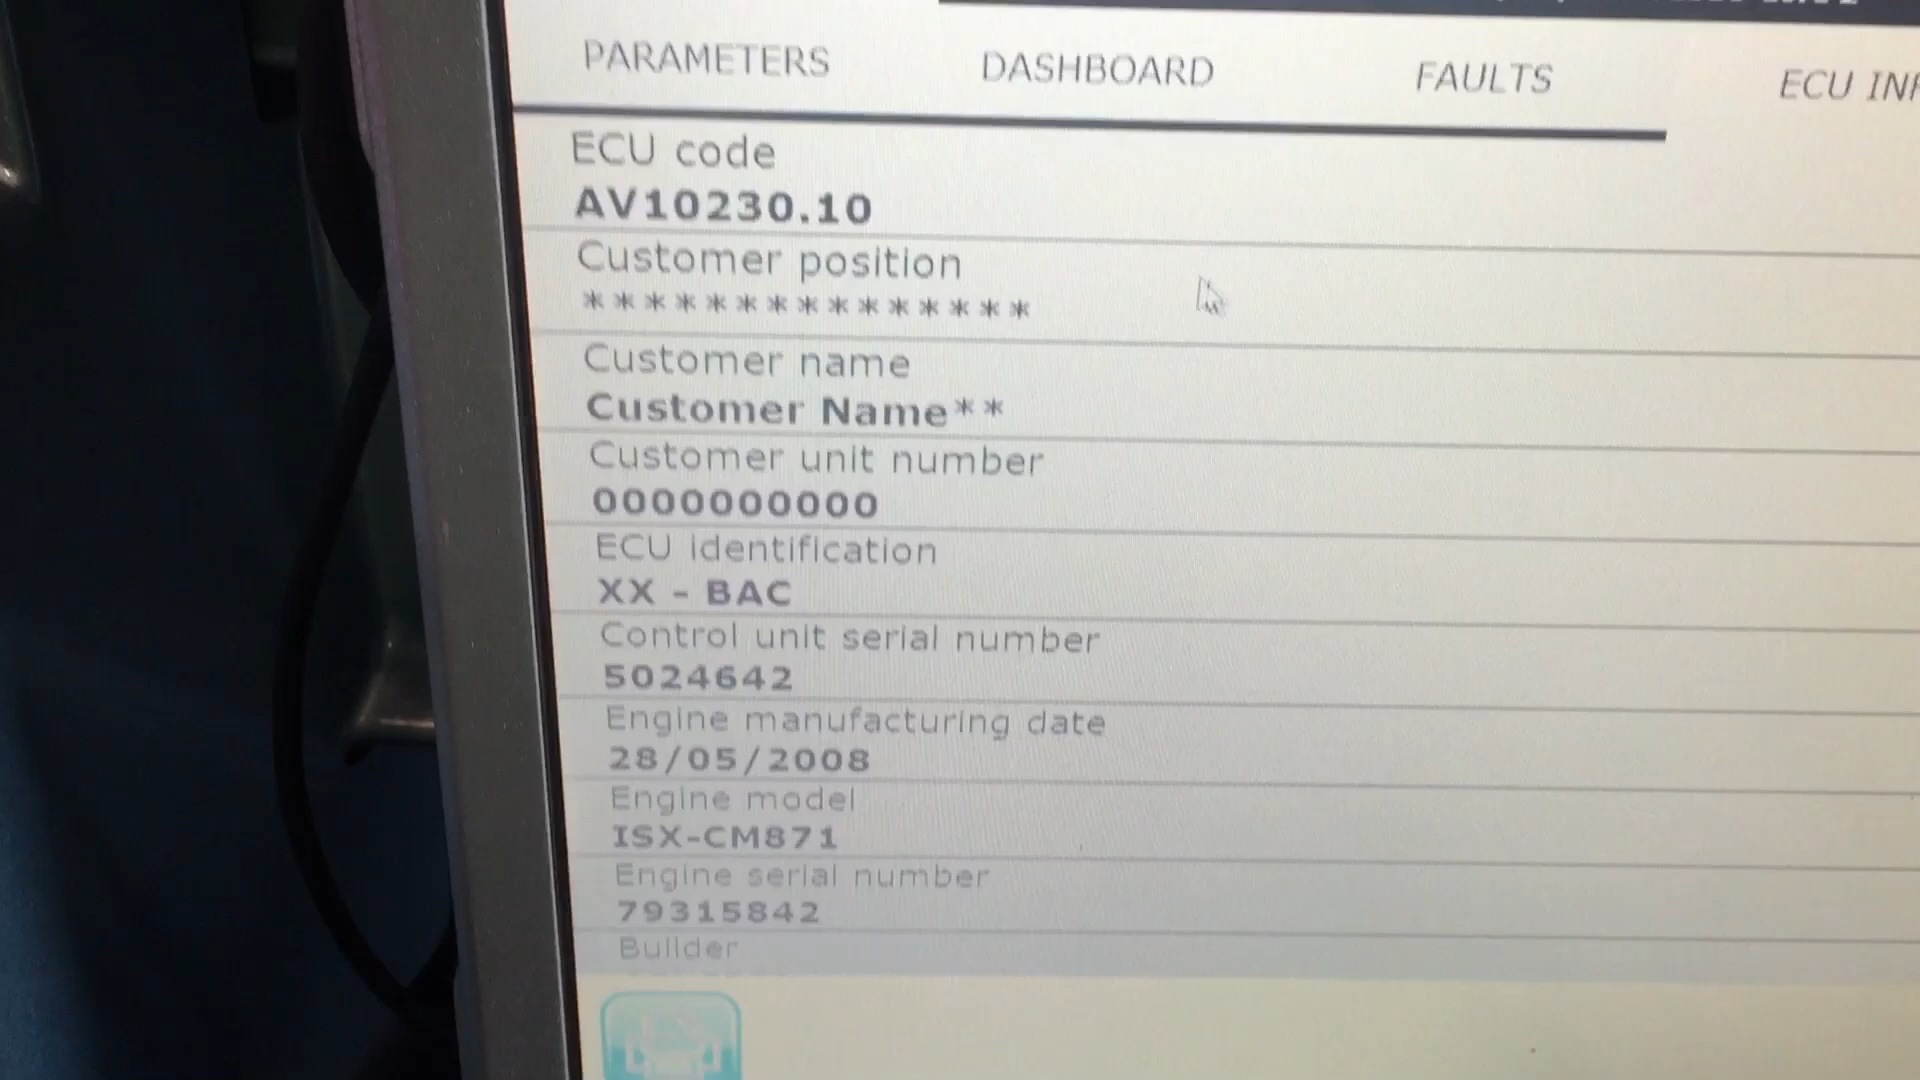 PARAMETERS DASHBOARD FAULTS ECU
ECU code
AV10230.10
Customer position
***************
Customer name
Customer Name**
Customer unit number
0000000000
ECU identification
XX - BAC
Control unit serial number
5024642
Engine manufacturing date
28/05/2008
Engine model
ISX-CM871
Engine serial number
79315842
Builder